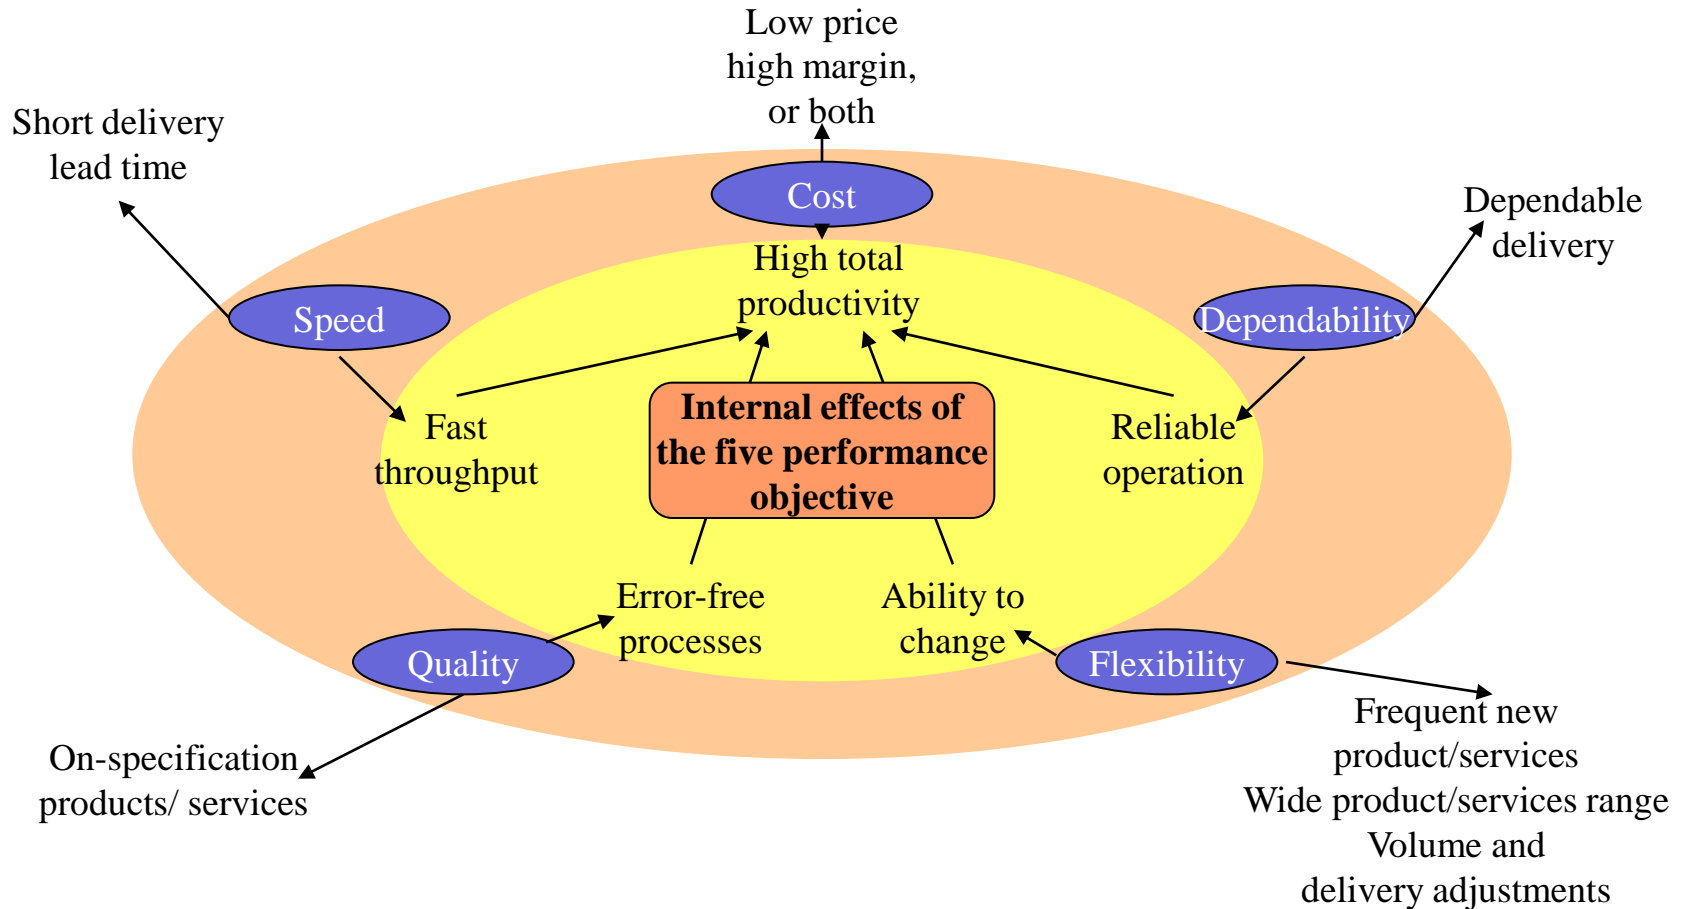 Low price
high margin,
or both
Short delivery
lead time
Cost
Dependable
delivery
High total
productivity
Speed
Dependability
Internal effects of
the five performance
objective
Fast
throughput
Reliable
operation
Error-free
processes
Ability to
change
Quality
Flexibility
On-specification
products/ services
Frequent new
product/services
Wide product/services range
Volume and
delivery adjustments